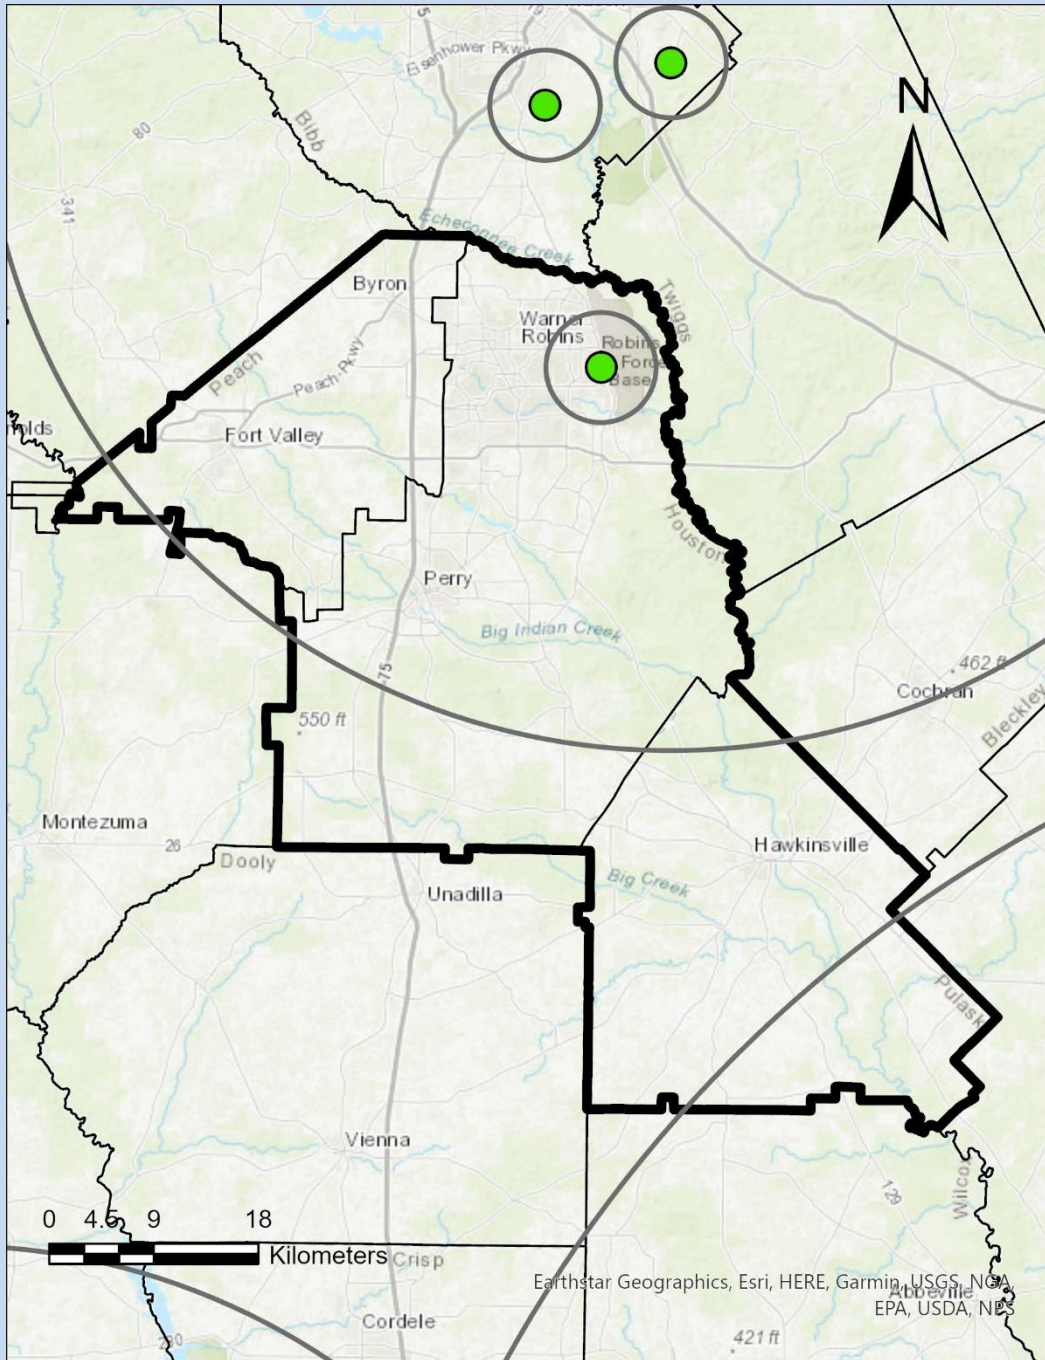 75
Eisenhower Pkwy
N
80
Bibb
341
Echeconnee Creek
Byron
Twiggs
Warner
Robins
Robins
Force
Base
Peach
Peach Pkwy
nolds
Fort Valley
Houston
Perry
Big Indian Creek
462 ft
75
Cochran
Bleckley
550 ft
Montezuma
26
Dooly
Hawkinsville
Unadilla
Big Creek
Pulaski
Vienna
129
Wilcox
0 4.5 9 18
Kilometers
Crisp
Earthstar Geographics, Esri, HERE, Garmin, USGS, NGA,
EPA, USDA, NPS
Abbeville
Cordele
421 ft